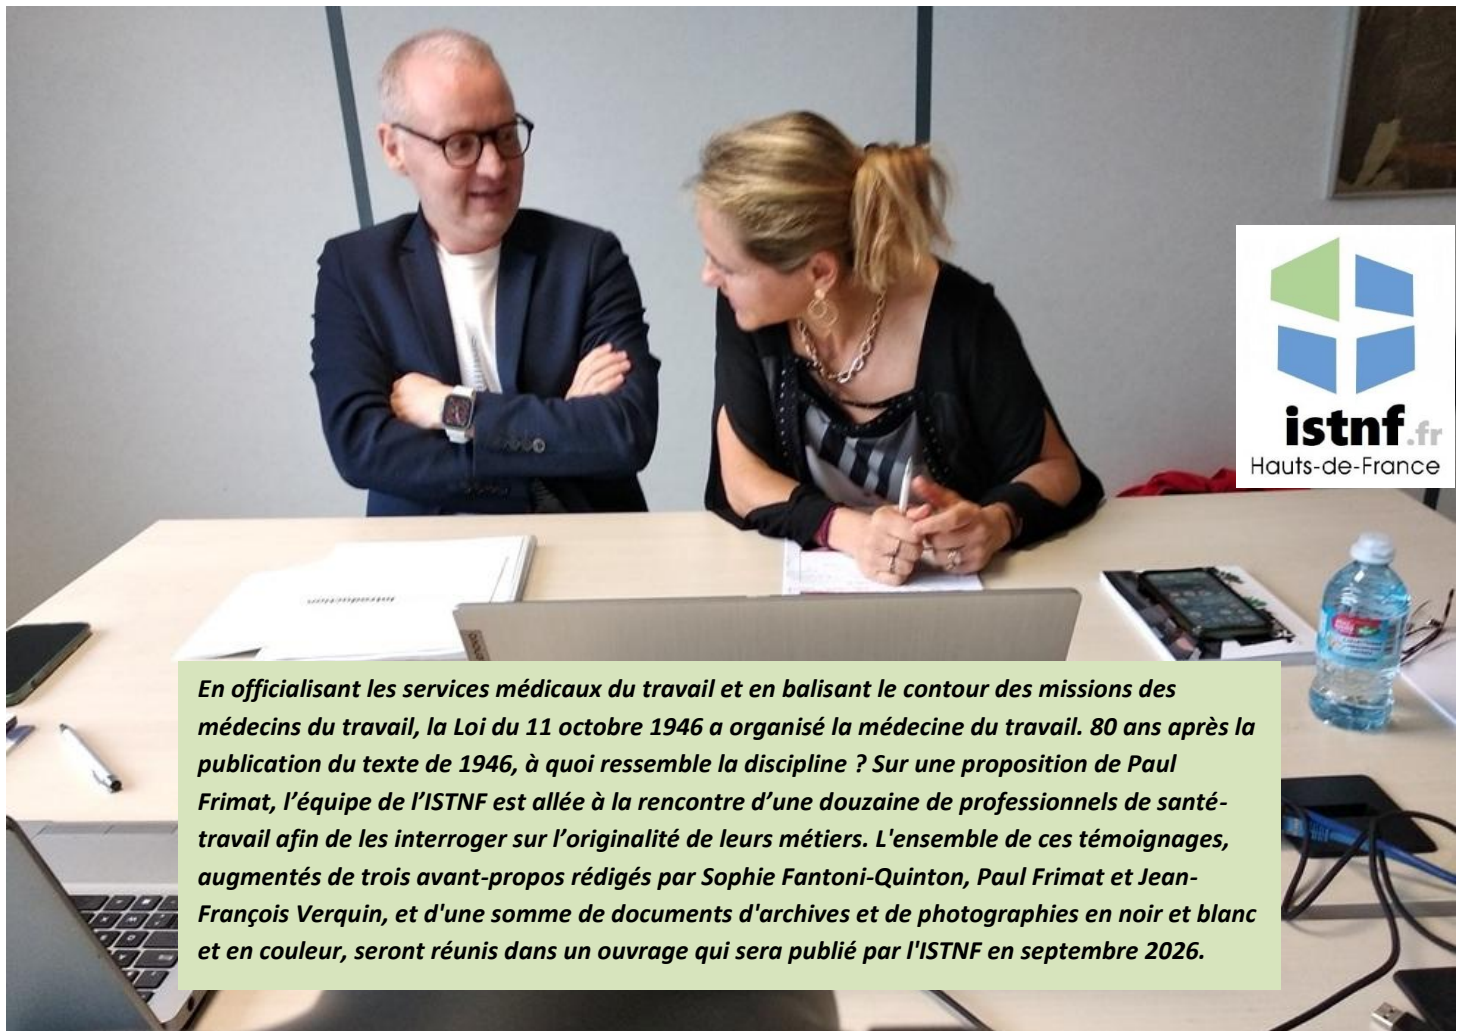 istnf.fr
Hauts-de-France
Introduction
En officialisant les services médicaux du travail et en balisant le contour des missions des
médecins du travail, la Loi du 11 octobre 1946 a organisé la médecine du travail. 80 ans après la
publication du texte de 1946, à quoi ressemble la discipline ? Sur une proposition de Paul
Frimat, l’équipe de l’ISTNF est allée à la rencontre d’une douzaine de professionnels de santé-
travail afin de les interroger sur l’originalité de leurs métiers. L'ensemble de ces témoignages,
augmentés de trois avant-propos rédigés par Sophie Fantoni-Quinton, Paul Frimat et Jean-
François Verquin, et d'une somme de documents d'archives et de photographies en noir et blanc
et en couleur, seront réunis dans un ouvrage qui sera publié par l'ISTNF en septembre 2026.